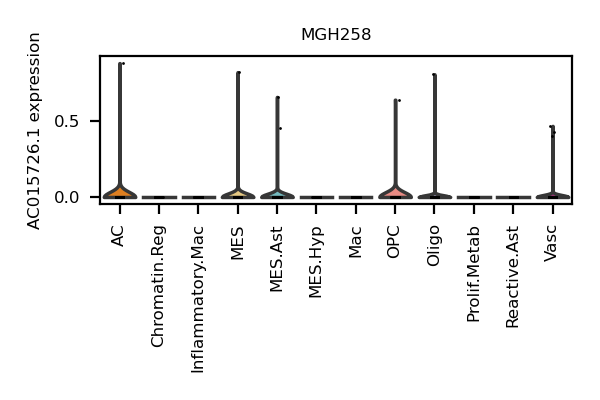 MGH258
AC015726.1 expression
0.5
0.0
AC
Chromatin.Reg
Inflammatory.Mac
MES
MES.Ast
MES.Hyp
Mac
OPC
Oligo
Prolif.Metab
Reactive.Ast
Vasc